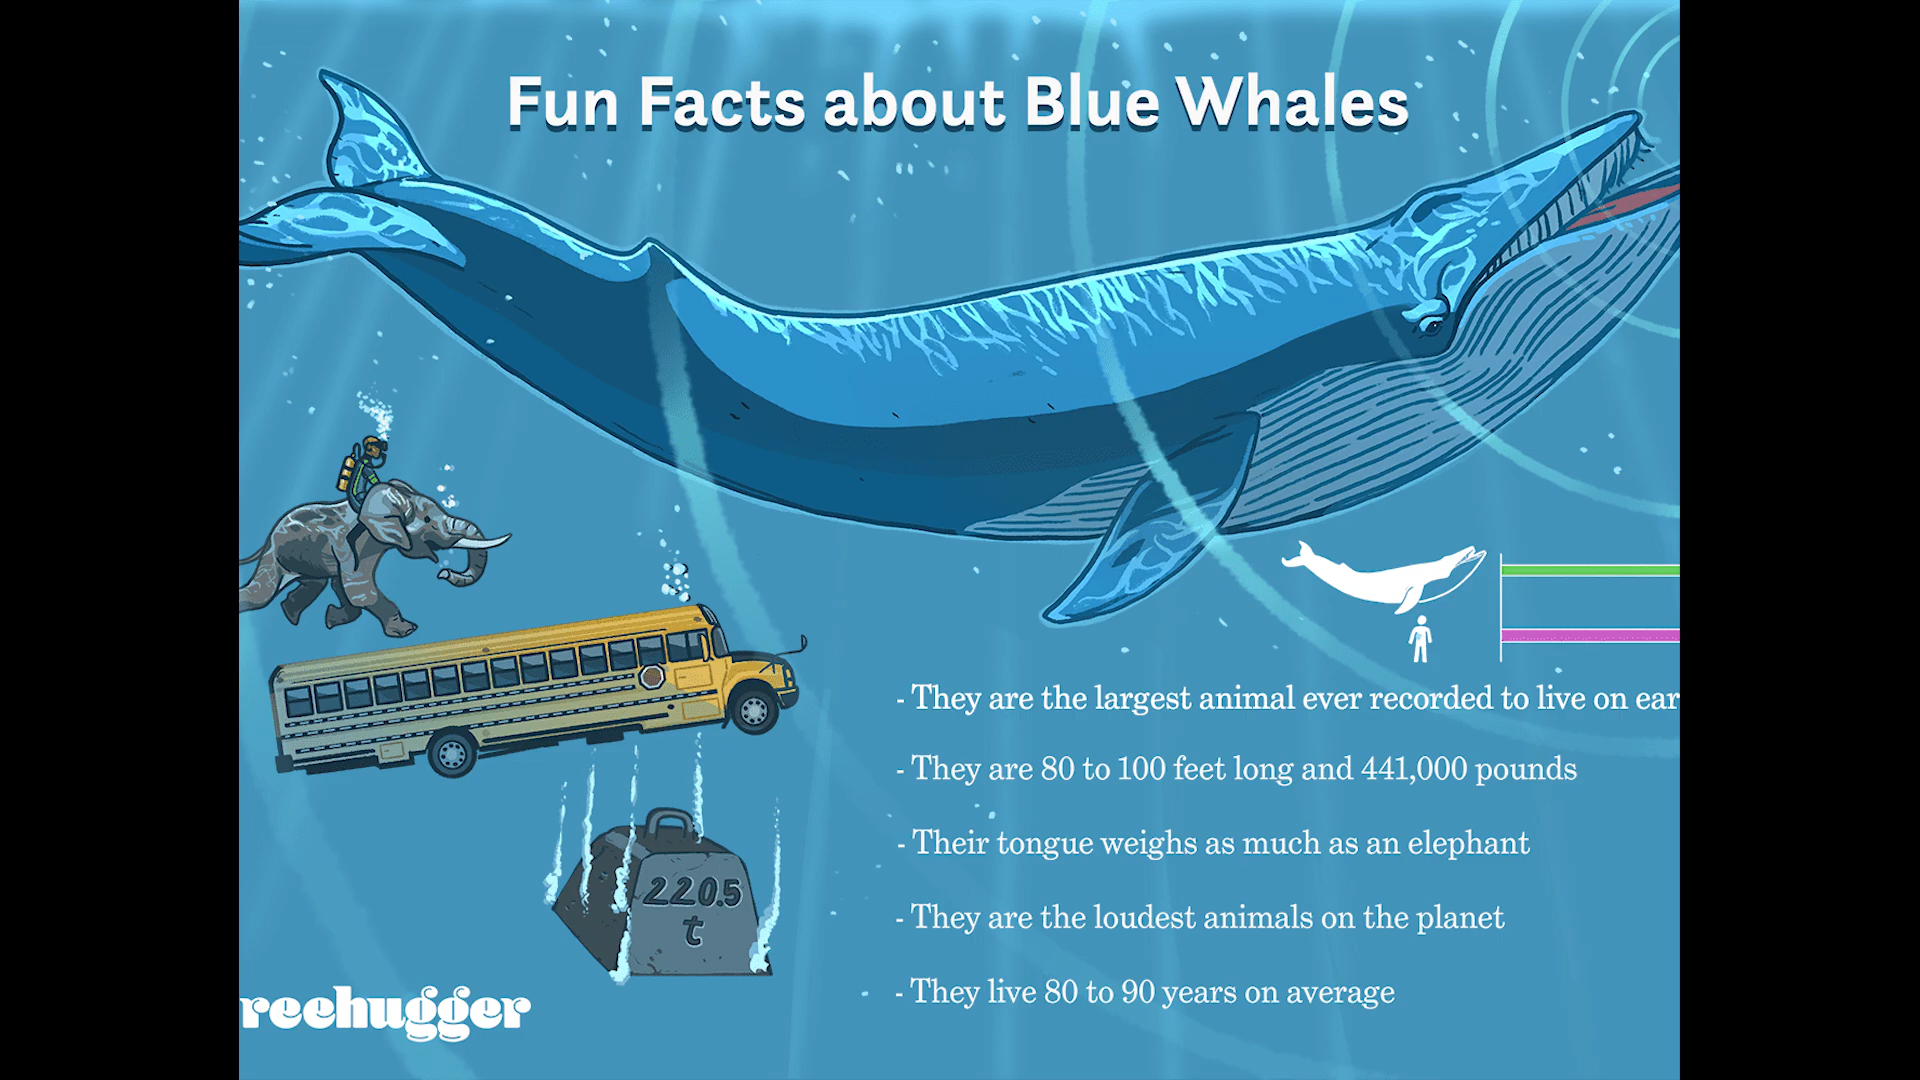 Fun Facts about Blue Whales
- They are the largest animal ever recorded to live on ear
- They are 80 to 100 feet long and 441,000 pounds
- Their tongue weighs as much as an elephant
220.5
t
- They are the loudest animals on the planet
- They live 80 to 90 years on average
reehugger